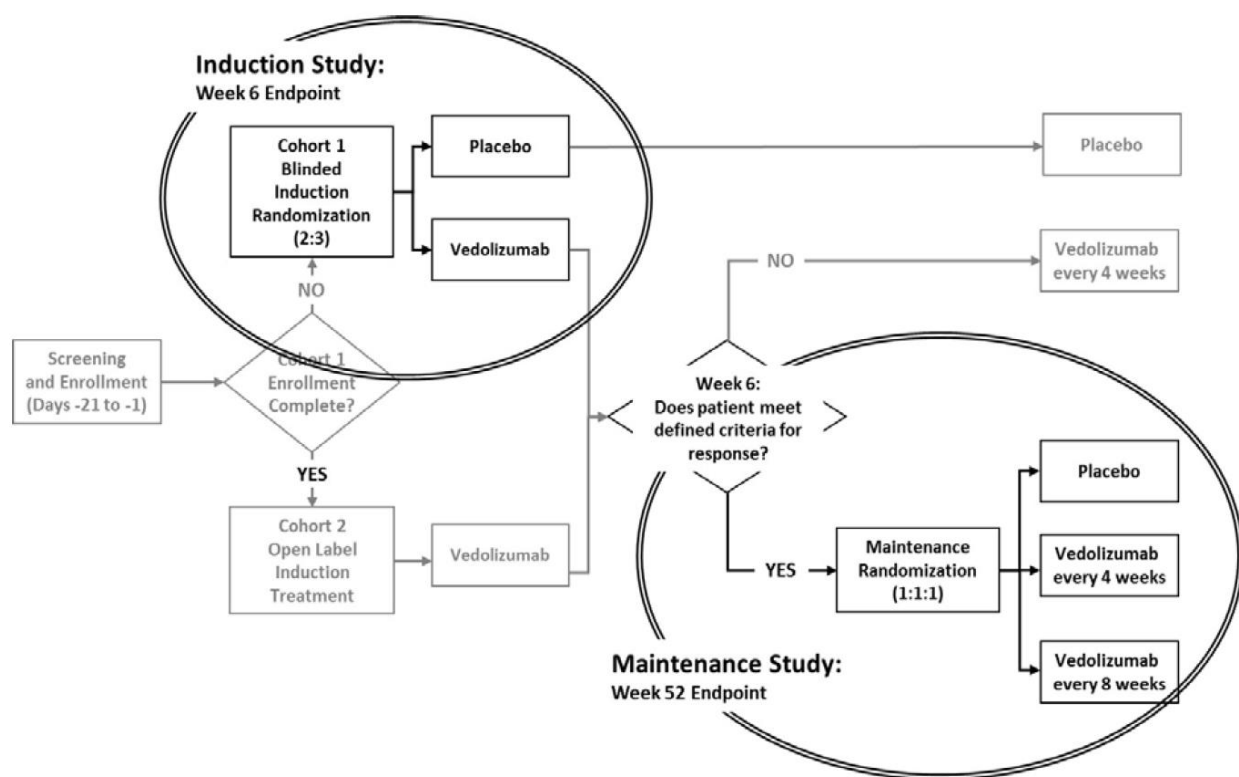 Induction Study:
Week 6 Endpoint
Cohort 1
Blinded
Induction
Randomization
(2:3)
Placebo
Vedolizumab
Placebo
NO
Vedolizumab
every 4 weeks
NO
Screening
and Enrollment
(Days -21 to -1)
Cohort 1
Enrollment
Complete?
Week 6:
Does patient meet
defined criteria for
response?
YES
Cohort 2
Open Label
Induction
Treatment
Vedolizumab
YES
Maintenance
Randomization
(1:1:1)
Placebo
Vedolizumab
every 4 weeks
Vedolizumab
every 8 weeks
Maintenance Study:
Week 52 Endpoint